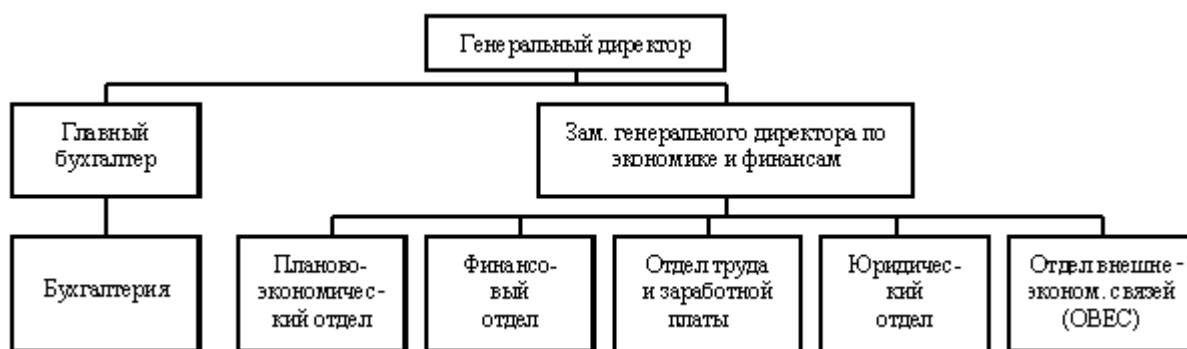 Генеральный директор
Главный
бухгалтер
Зам. генерального директора по
экономике и финансам
Бухгалтерия
Планово-
экономичес-
кий отдел
Финансо-
вый
отдел
Отдел труда
и заработной
платы
Юридичес-
кий
отдел
Отдел внешне-
эконом. связей
(ОВЕС)